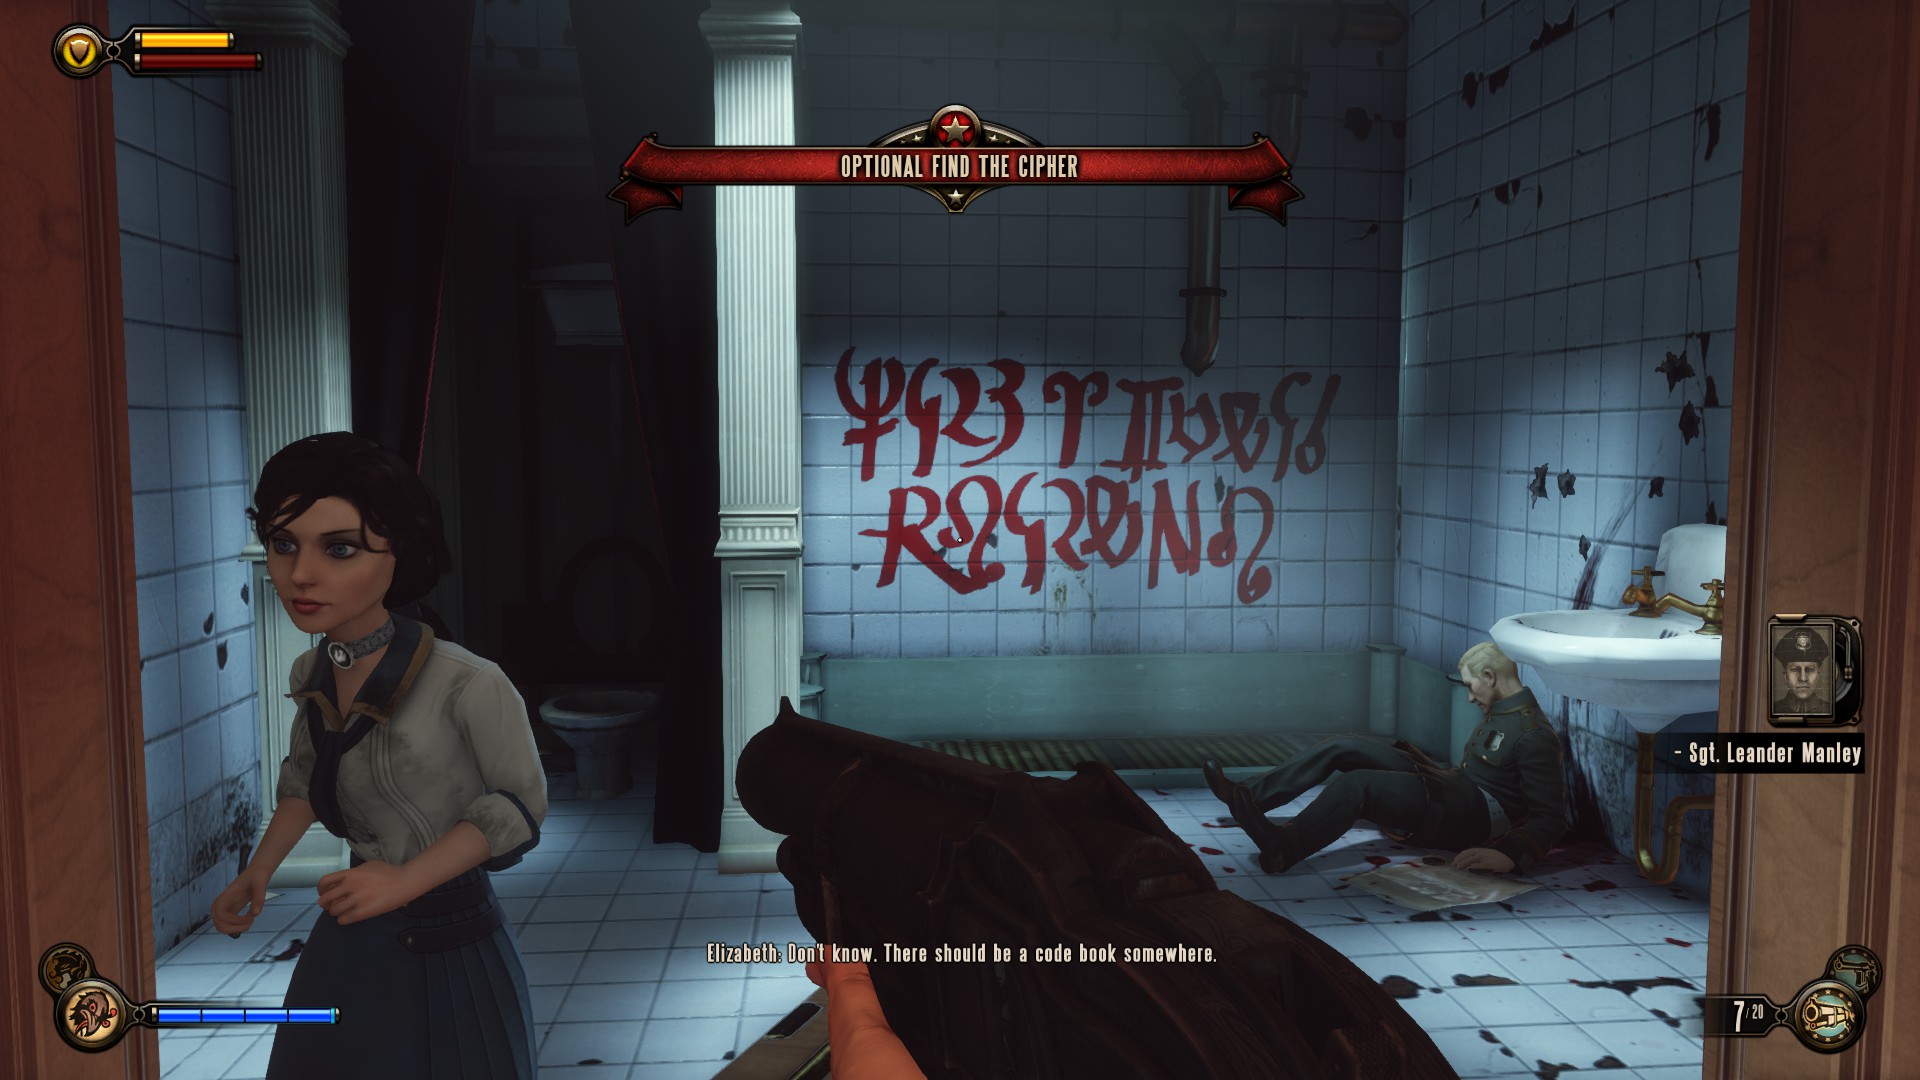 OPTIONAL FIND THE CIPHER
- Sgt. Leander Manley
Elizabeth: Don't know. There should be a code book somewhere.
7/20